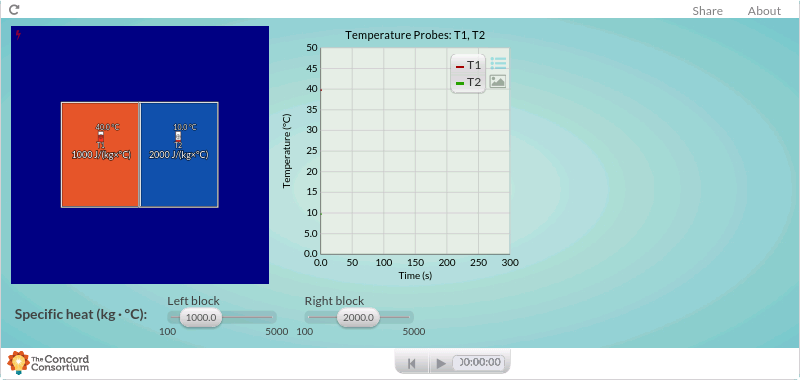 Share About
Temperature Probes: T1, T2
50
45
40
35
30
25
20
15
10
5.0
0.0
Temperature (°C)
T1
T2
0.0 50 100 150 200 250 300
Time (s)
40.0 °C
T1
1000 J/(kg×°C)
10.0 °C
T2
2000 J/(kg×°C)
Specific heat (kg · °C):
Left block
1000.0
100 5000
Right block
2000.0
100 5000
The Concord
Consortium
00:00:00